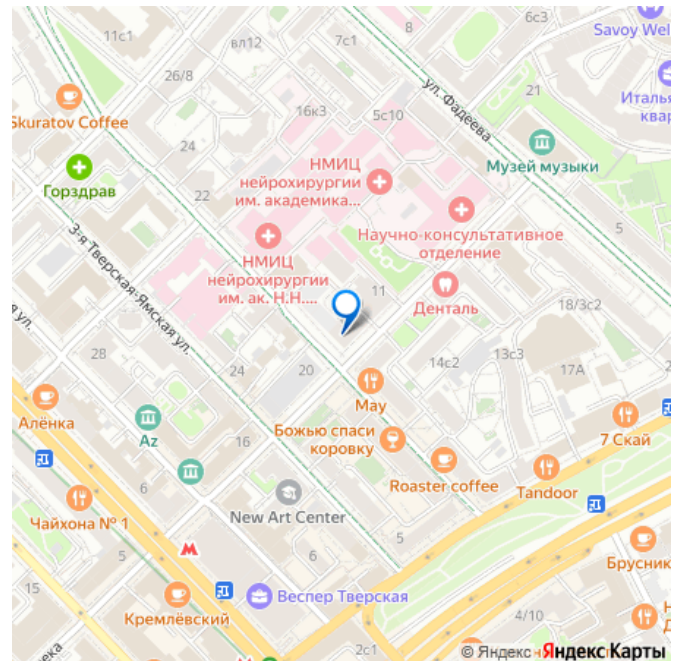 6с3
11с1
вл12
7с1
8
Savoy Wel
26/8
21
Италья
квар
16к3
5с10
ул. Фадеева
Skuratov Coffee
24
НМИЦ
нейрохирургии
им. академика...
Музей музыки
Горздрав
22
Научно-консультативное
отделение
5
3-я Тверская-Ямская ул.
НМИЦ
нейрохирургии
им. ак. Н.Н....
11
Денталь
18/3с2
ул.
28
24
20
14с2
13с3
17А
Алёнка
Az
16
May
Божью спаси
коровку
7 Скай
6
Roaster coffee
Tandoor
Чайхона № 1
New Art Center
5
6
Брусник
15
Веспер Тверская
Кремлёвский
4/10
2с1
© Яндекс
Яндекс Карты